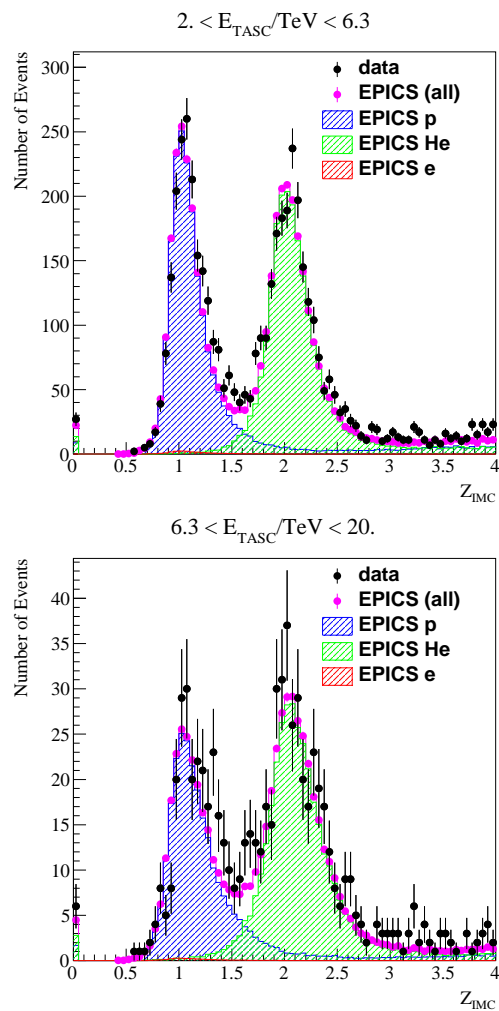 2. < E_TASC/TeV < 6.3
Number of Events
300
250
200
150
100
50
0
data
EPICS (all)
EPICS p
EPICS He
EPICS e
0 0.5 1 1.5 2 2.5 3 3.5 4
Z_IMC
6.3 < E_TASC/TeV < 20.
Number of Events
40
35
30
25
20
15
10
5
0
data
EPICS (all)
EPICS p
EPICS He
EPICS e
0 0.5 1 1.5 2 2.5 3 3.5 4
Z_IMC